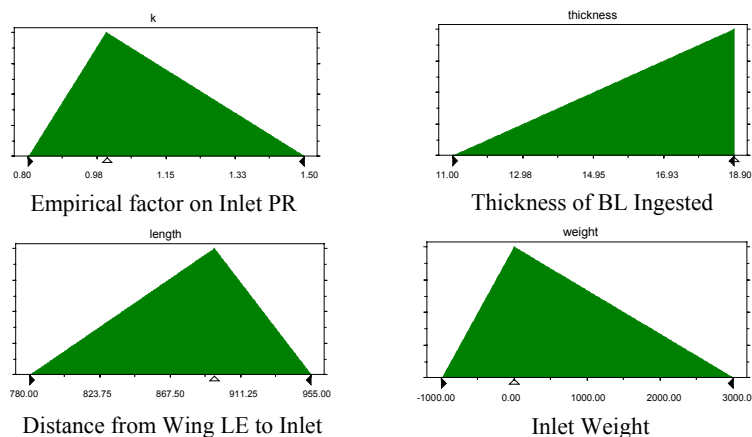 k
0.80 0.98 1.15 1.33 1.50
Empirical factor on Inlet PR
thickness
11.00 12.98 14.95 16.93 18.90
Thickness of BL Ingested
length
780.00 823.75 867.50 911.25 955.00
Distance from Wing LE to Inlet
weight
-1000.00 0.00 1000.00 2000.00 3000.0
Inlet Weight